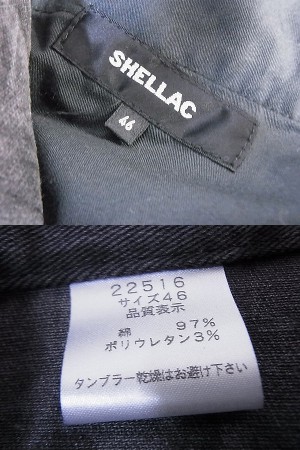 SHELLAC
46
22516
サイズ46
品質表示
綿 97%
ポリウレタン3%
タンブラー乾燥はお避け下さい